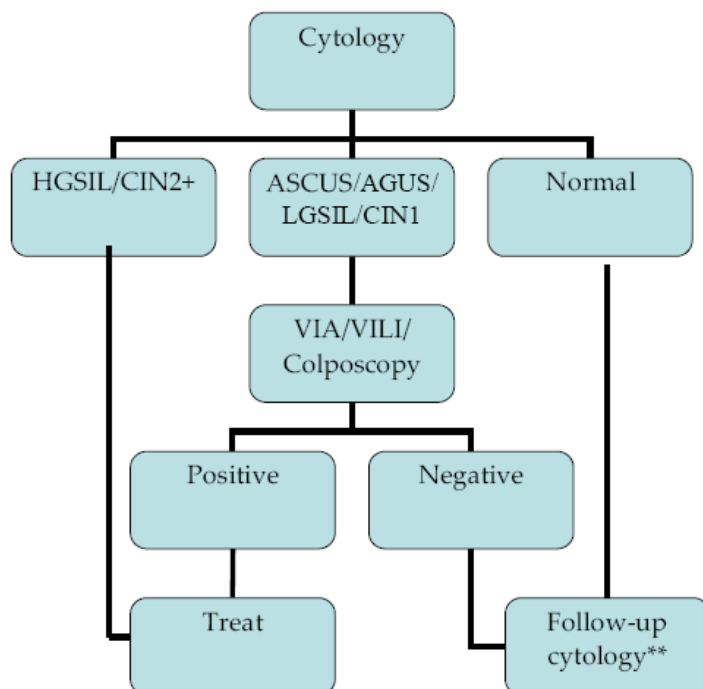 Cytology
HGSIL/CIN2+
ASCUS/AGUS/
LGSIL/CIN1
Normal
VIA/VILI/
Colposcopy
Positive
Negative
Treat
Follow-up
cytology**